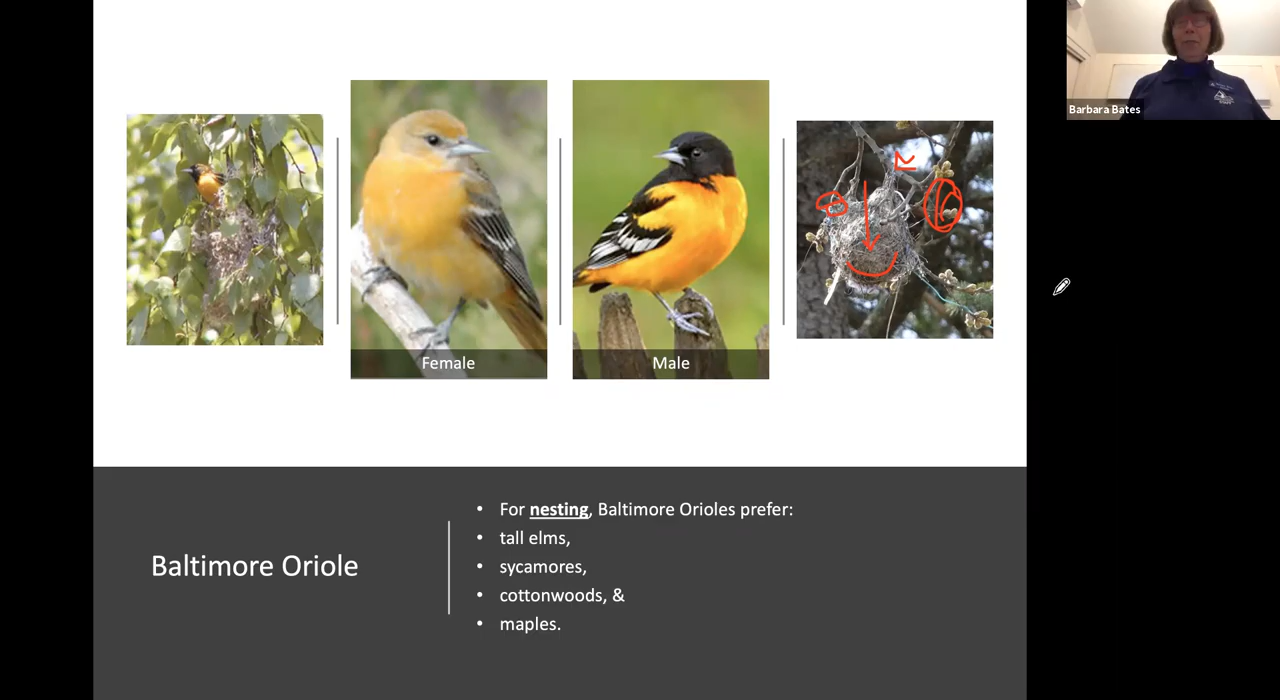 Barbara Bates
Female
Male
Baltimore Oriole
• For nesting, Baltimore Orioles prefer:
• tall elms,
• sycamores,
• cottonwoods, &
• maples.